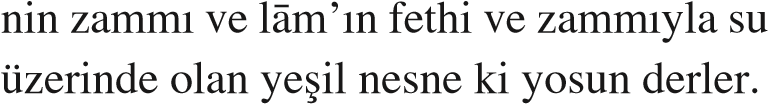 nin zammı ve lām’ın fethi ve zammıyla su
üzerinde olan yeşil nesne ki yosun derler.